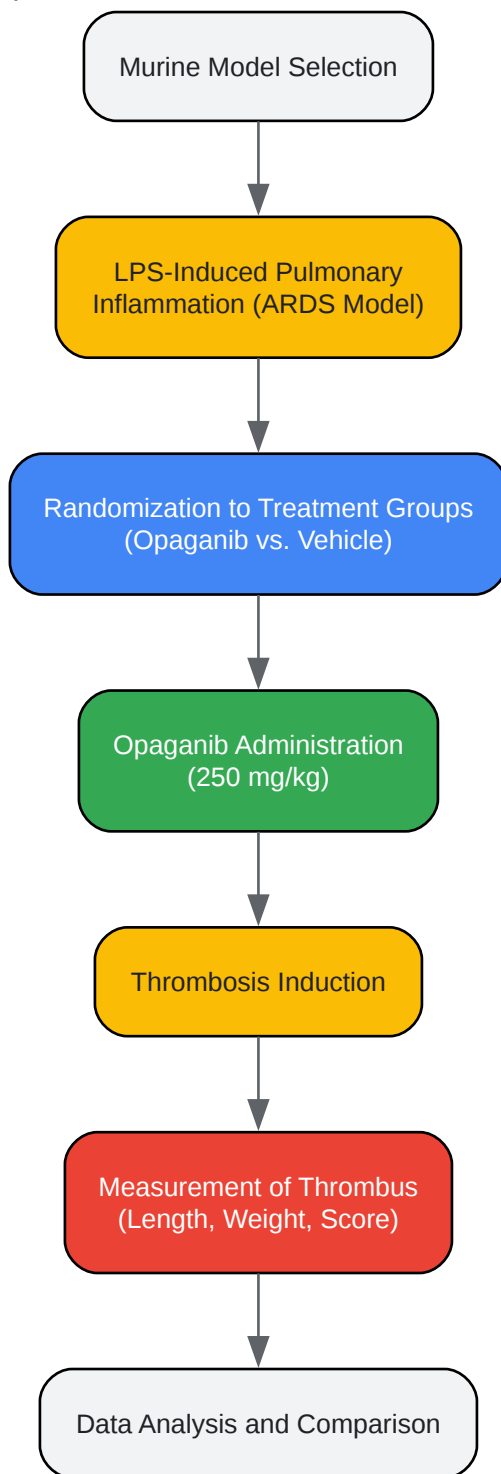 Murine Model Selection
LPS-Induced Pulmonary
Inflammation (ARDS Model)
Randomization to Treatment Groups
(Opaganib vs. Vehicle)
Opaganib Administration
(250 mg/kg)
Thrombosis Induction
Measurement of Thrombus
(Length, Weight, Score)
Data Analysis and Comparison